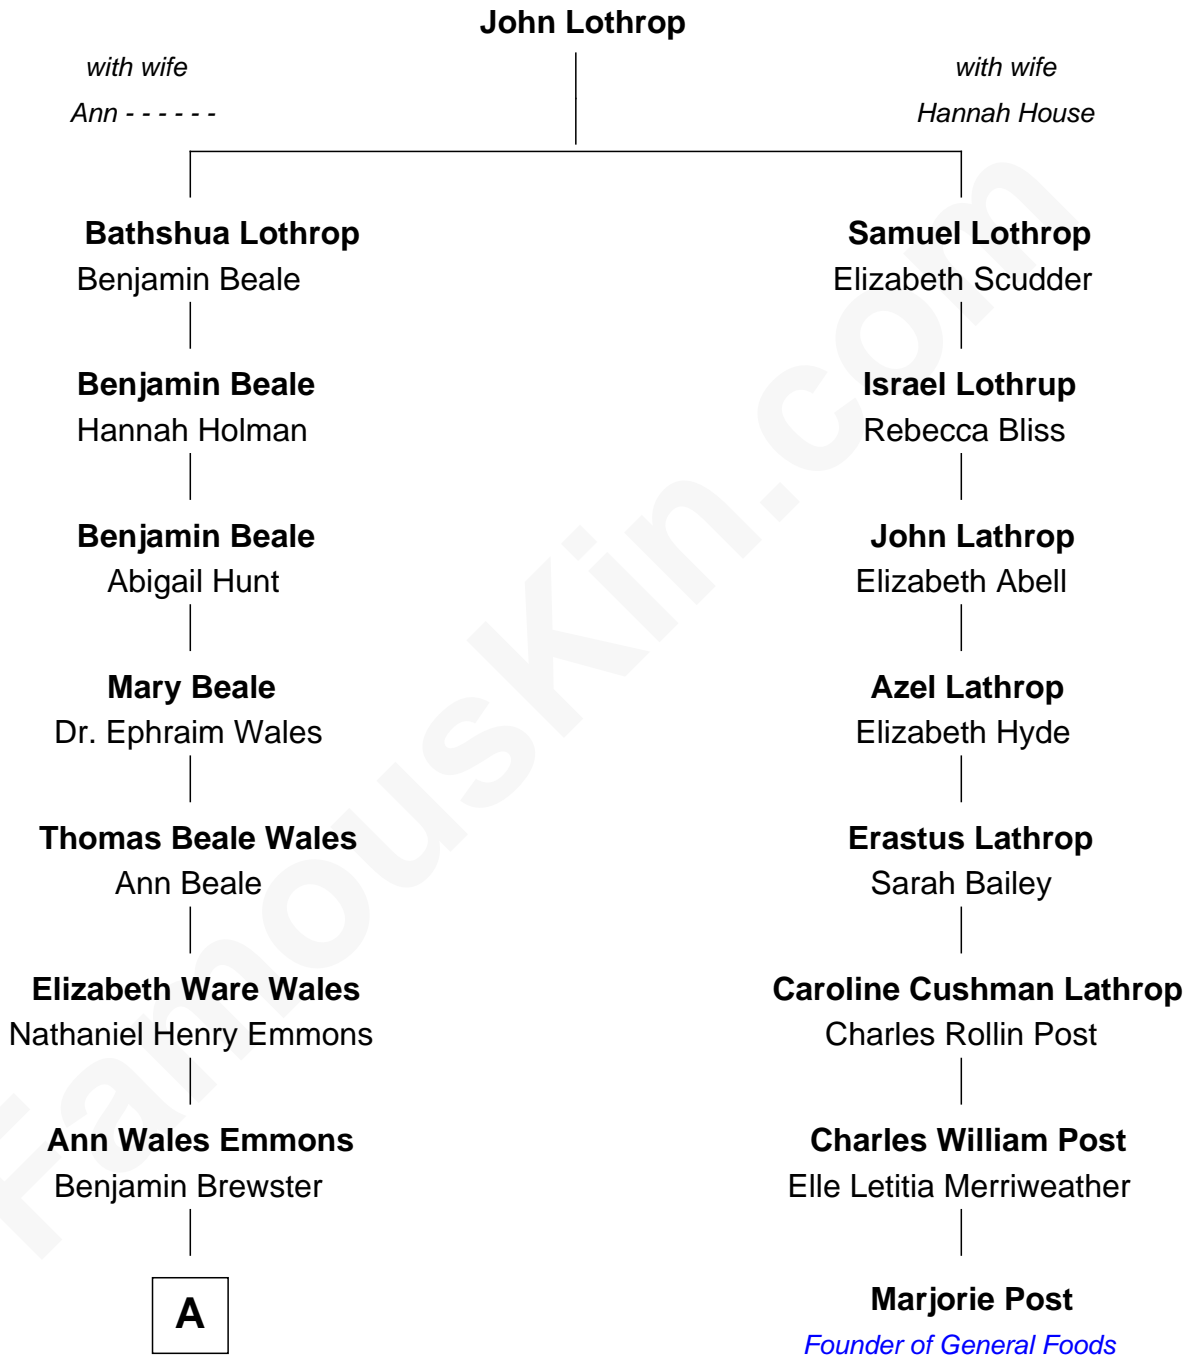 John Lothrop
with wife
Ann - - - - - -
with wife
Hannah House
Bathshua Lothrop
Benjamin Beale
Samuel Lothrop
Elizabeth Scudder
Benjamin Beale
Hannah Holman
Israel Lothrup
Rebecca Bliss
Benjamin Beale
Abigail Hunt
John Lathrop
Elizabeth Abell
Mary Beale
Dr. Ephraim Wales
Azel Lathrop
Elizabeth Hyde
Thomas Beale Wales
Ann Beale
Erastus Lathrop
Sarah Bailey
Elizabeth Ware Wales
Nathaniel Henry Emmons
Caroline Cushman Lathrop
Charles Rollin Post
Ann Wales Emmons
Benjamin Brewster
Charles William Post
Elle Letitia Merriweather
A
Marjorie Post
Founder of General Foods
FamousKin.com